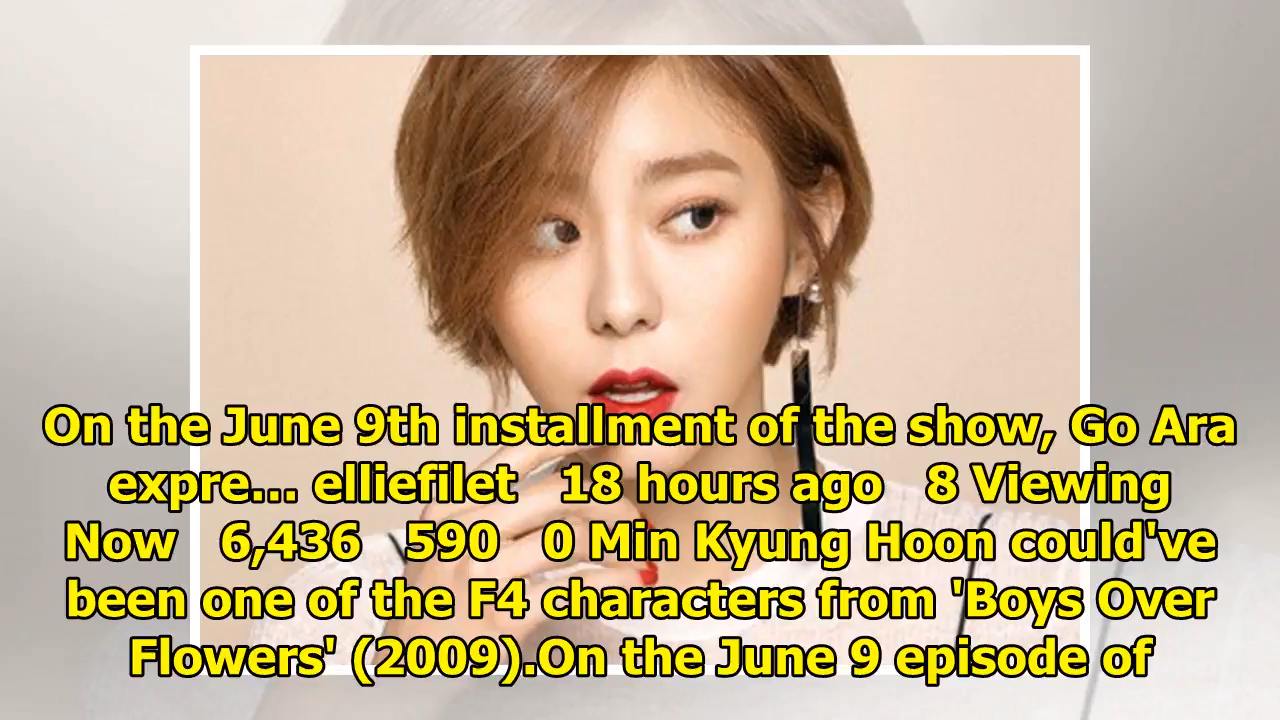 On the June 9th installment of the show, Go Ara
expre... elliefilet 18 hours ago 8 Viewing
Now 6,436 590 0 Min Kyung Hoon could've
been one of the F4 characters from 'Boys Over
Flowers' (2009).On the June 9 episode of